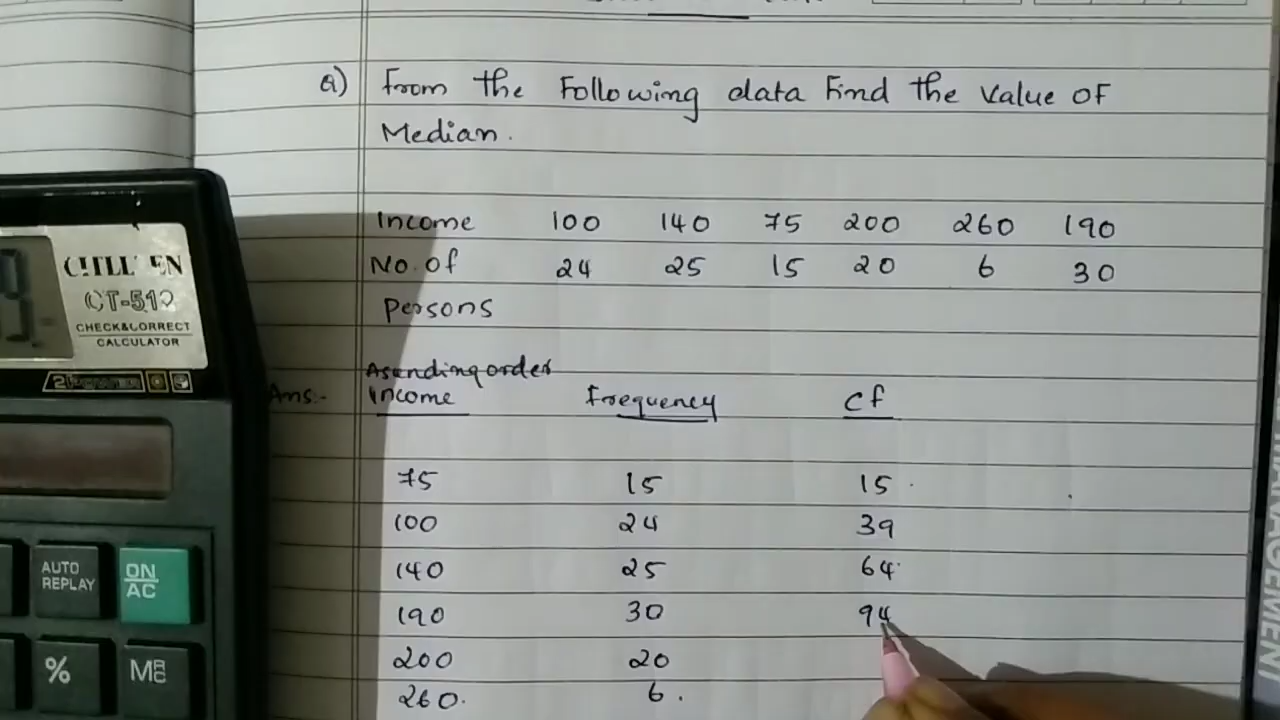 Q) From the Following data Find the value OF
Median.
Income 100 140 75 200 260 190
No. of 24 25 15 20 6 30
Persons
Asending order
Ans:- Income Frequency Cf
75 15 15
100 24 39
140 25 64
190 30 94
200 20
260. 6.
CITIZEN
CT-512
CHECK&CORRECT
CALCULATOR
AUTO
REPLAY
ON
AC
%